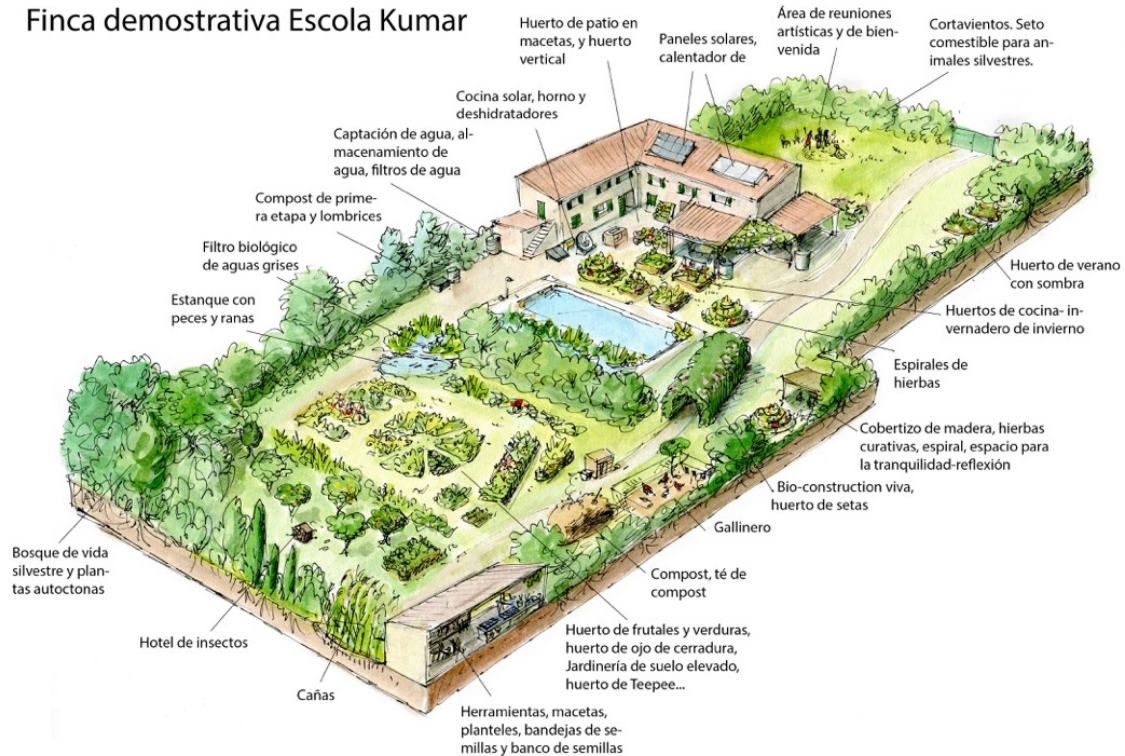 Finca demostrativa Escola Kumar
Huerto de patio en
macetas, y huerto
vertical
Paneles solares,
calentador de
Área de reuniones
artísticas y de bien-
venida
Cortavientos. Seto
comestible para an-
imales silvestres.
Cocina solar, horno y
deshidratadores
Captación de agua, al-
macenamiento de
agua, filtros de agua
Compost de prime-
ra etapa y lombrices
Filtro biológico
de aguas grises
Estanque con
peces y ranas
Huerto de verano
con sombra
Huertos de cocina- in-
vernadero de invierno
Espirales de
hierbas
Cobertizo de madera, hierbas
curativas, espiral, espacio para
la tranquilidad-reflexión
Bio-construction viva,
huerto de setas
Gallinero
Compost, té de
compost
Huerto de frutales y verduras,
huerto de ojo de cerradura,
Jardinería de suelo elevado,
huerto de Teepee...
Herramientas, macetas,
planteles, bandejas de se-
millas y banco de semillas
Cañas
Hotel de insectos
Bosque de vida
silvestre y plan-
tas autoctonas